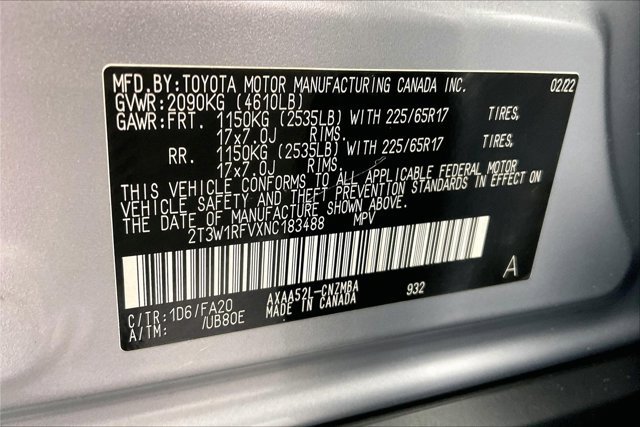 MFD.BY:TOYOTA MOTOR MANUFACTURING CANADA INC. 02/22
GVWR:2090KG (4610LB)
GAWR:FRT. 1150KG (2535LB) WITH 225/65R17 TIRES,
17x7.0J RIMS.
RR. 1150KG (2535LB) WITH 225/65R17 TIRES,
17x7.0J RIMS.
THIS VEHICLE CONFORMS TO ALL APPLICABLE FEDERAL MOTOR
VEHICLE SAFETY AND THEFT PREVENTION STANDARDS IN EFFECT ON
THE DATE OF MANUFACTURE SHOWN ABOVE.
2T3W1RFVXNC183488 MPV
A
C/TR:1D6/FA20 AXAA52L-CNZMBA 932
A/TM: /UB80E MADE IN CANADA